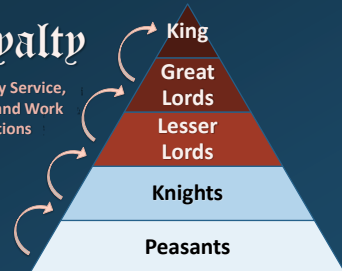 yalty
y Service,
and Work
tions
King
Great
Lords
Lesser
Lords
Knights
Peasants